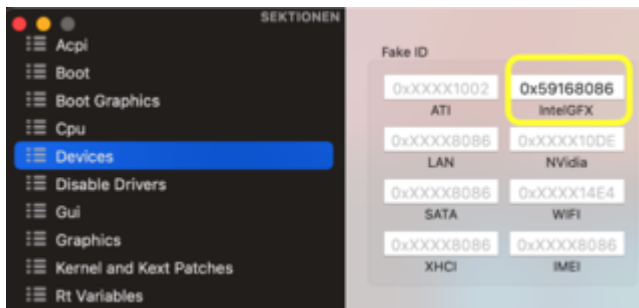 SEKTIONEN
Acpi
Boot
Boot Graphics
Cpu
Devices
Disable Drivers
Gui
Graphics
Kernel and Kext Patches
Rt Variables
Fake ID
0xXXXX1002 0x59168086
ATI IntelGFX
0xXXXX8086 0xXXXX10DE
LAN NVidia
0xXXXX8086 0xXXXX14E4
SATA WIFI
0xXXXX8086 0xXXXX8086
XHCI IMEI